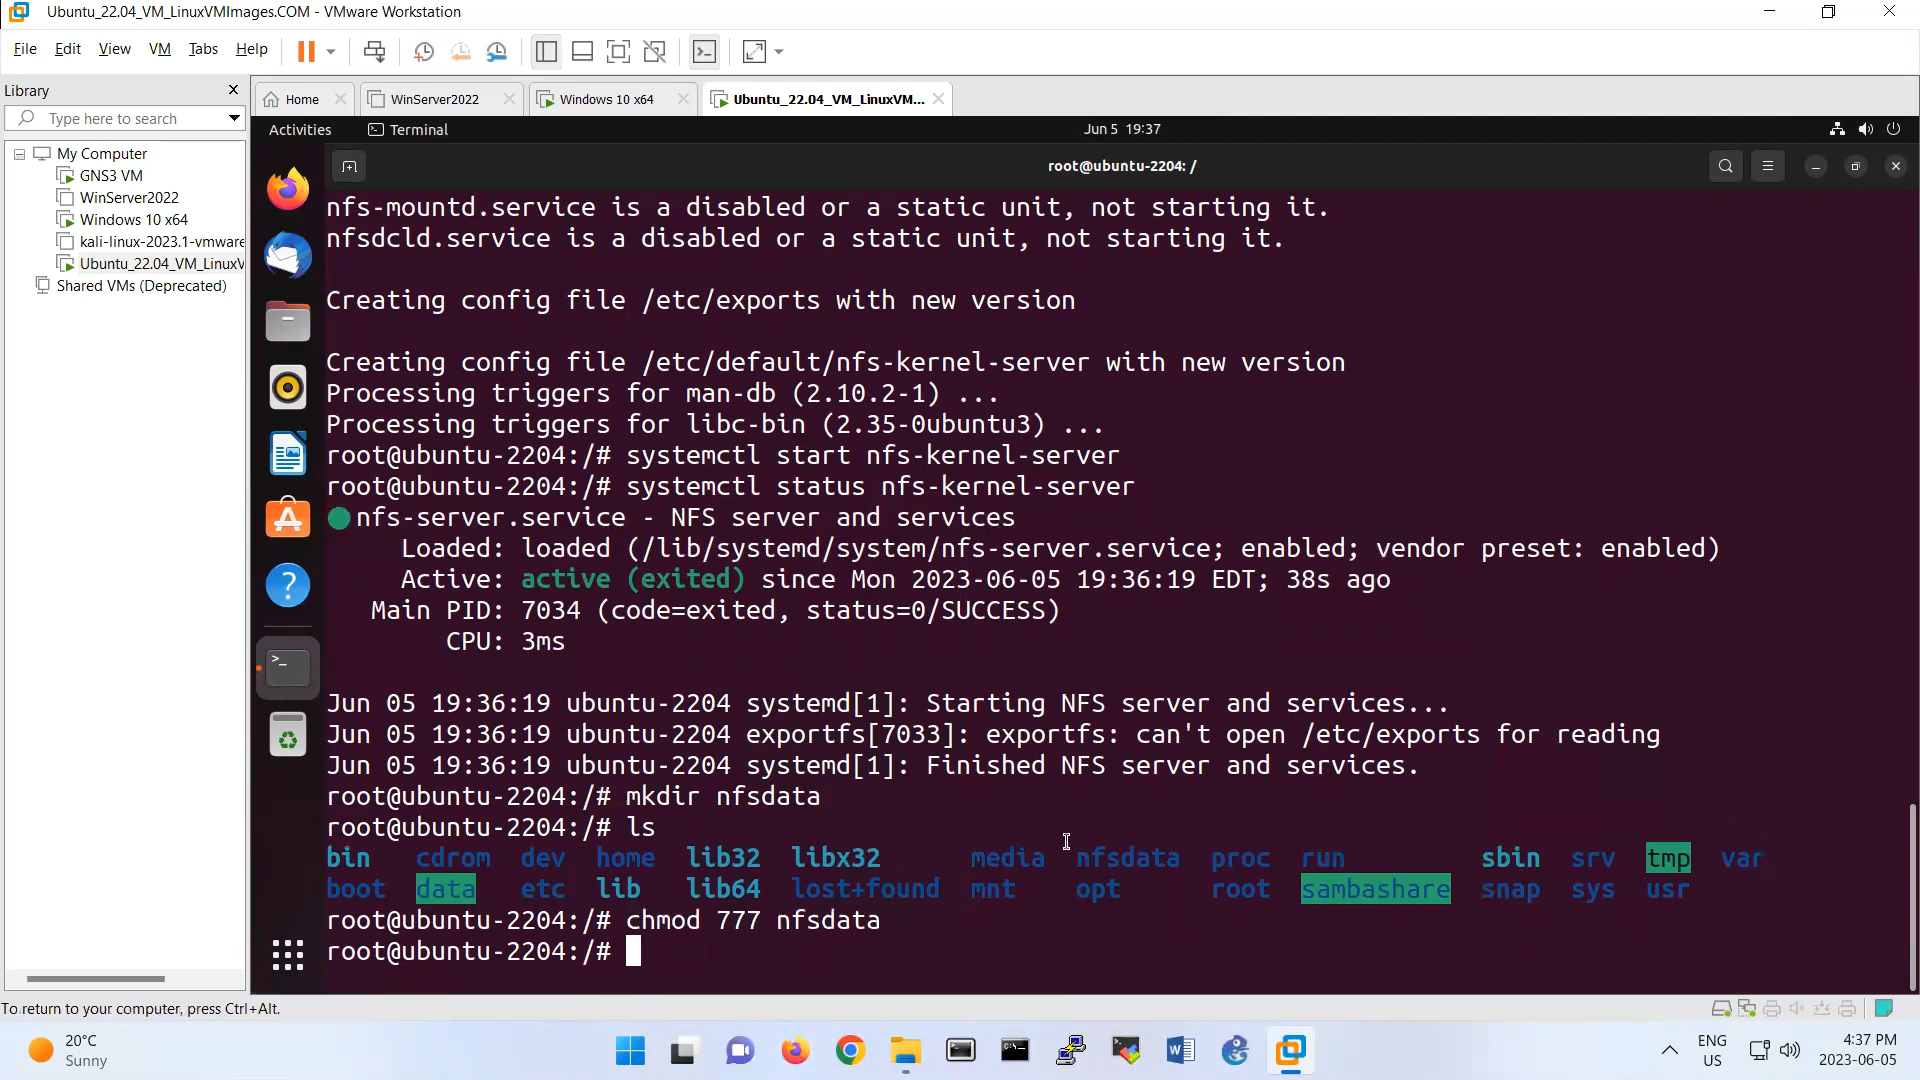 Ubuntu_22.04_VM_LinuxVMImages.COM - VMware Workstation
File Edit View VM Tabs Help
Library
Type here to search
My Computer
GNS3 VM
WinServer2022
Windows 10 x64
kali-linux-2023.1-vmware
Ubuntu_22.04_VM_LinuxV
Shared VMs (Deprecated)
Home WinServer2022 Windows 10 x64 Ubuntu_22.04_VM_LinuxVM...
Activities Terminal Jun 5 19:37
root@ubuntu-2204: /
nfs-mountd.service is a disabled or a static unit, not starting it.
nfsdcld.service is a disabled or a static unit, not starting it.
Creating config file /etc/exports with new version
Creating config file /etc/default/nfs-kernel-server with new version
Processing triggers for man-db (2.10.2-1) ...
Processing triggers for libc-bin (2.35-0ubuntu3) ...
root@ubuntu-2204:/# systemctl start nfs-kernel-server
root@ubuntu-2204:/# systemctl status nfs-kernel-server
nfs-server.service - NFS server and services
Loaded: loaded (/lib/systemd/system/nfs-server.service; enabled; vendor preset: enabled)
Active: active (exited) since Mon 2023-06-05 19:36:19 EDT; 38s ago
Main PID: 7034 (code=exited, status=0/SUCCESS)
CPU: 3ms
Jun 05 19:36:19 ubuntu-2204 systemd[1]: Starting NFS server and services...
Jun 05 19:36:19 ubuntu-2204 exportfs[7033]: exportfs: can't open /etc/exports for reading
Jun 05 19:36:19 ubuntu-2204 systemd[1]: Finished NFS server and services.
root@ubuntu-2204:/# mkdir nfsdata
root@ubuntu-2204:/# ls
bin cdrom dev home lib32 libx32 media nfsdata proc run sbin srv tmp var
boot data etc lib lib64 lost+found mnt opt root sambashare snap sys usr
root@ubuntu-2204:/# chmod 777 nfsdata
root@ubuntu-2204:/#
To return to your computer, press Ctrl+Alt.
20°C
Sunny
ENG
US
4:37 PM
2023-06-05